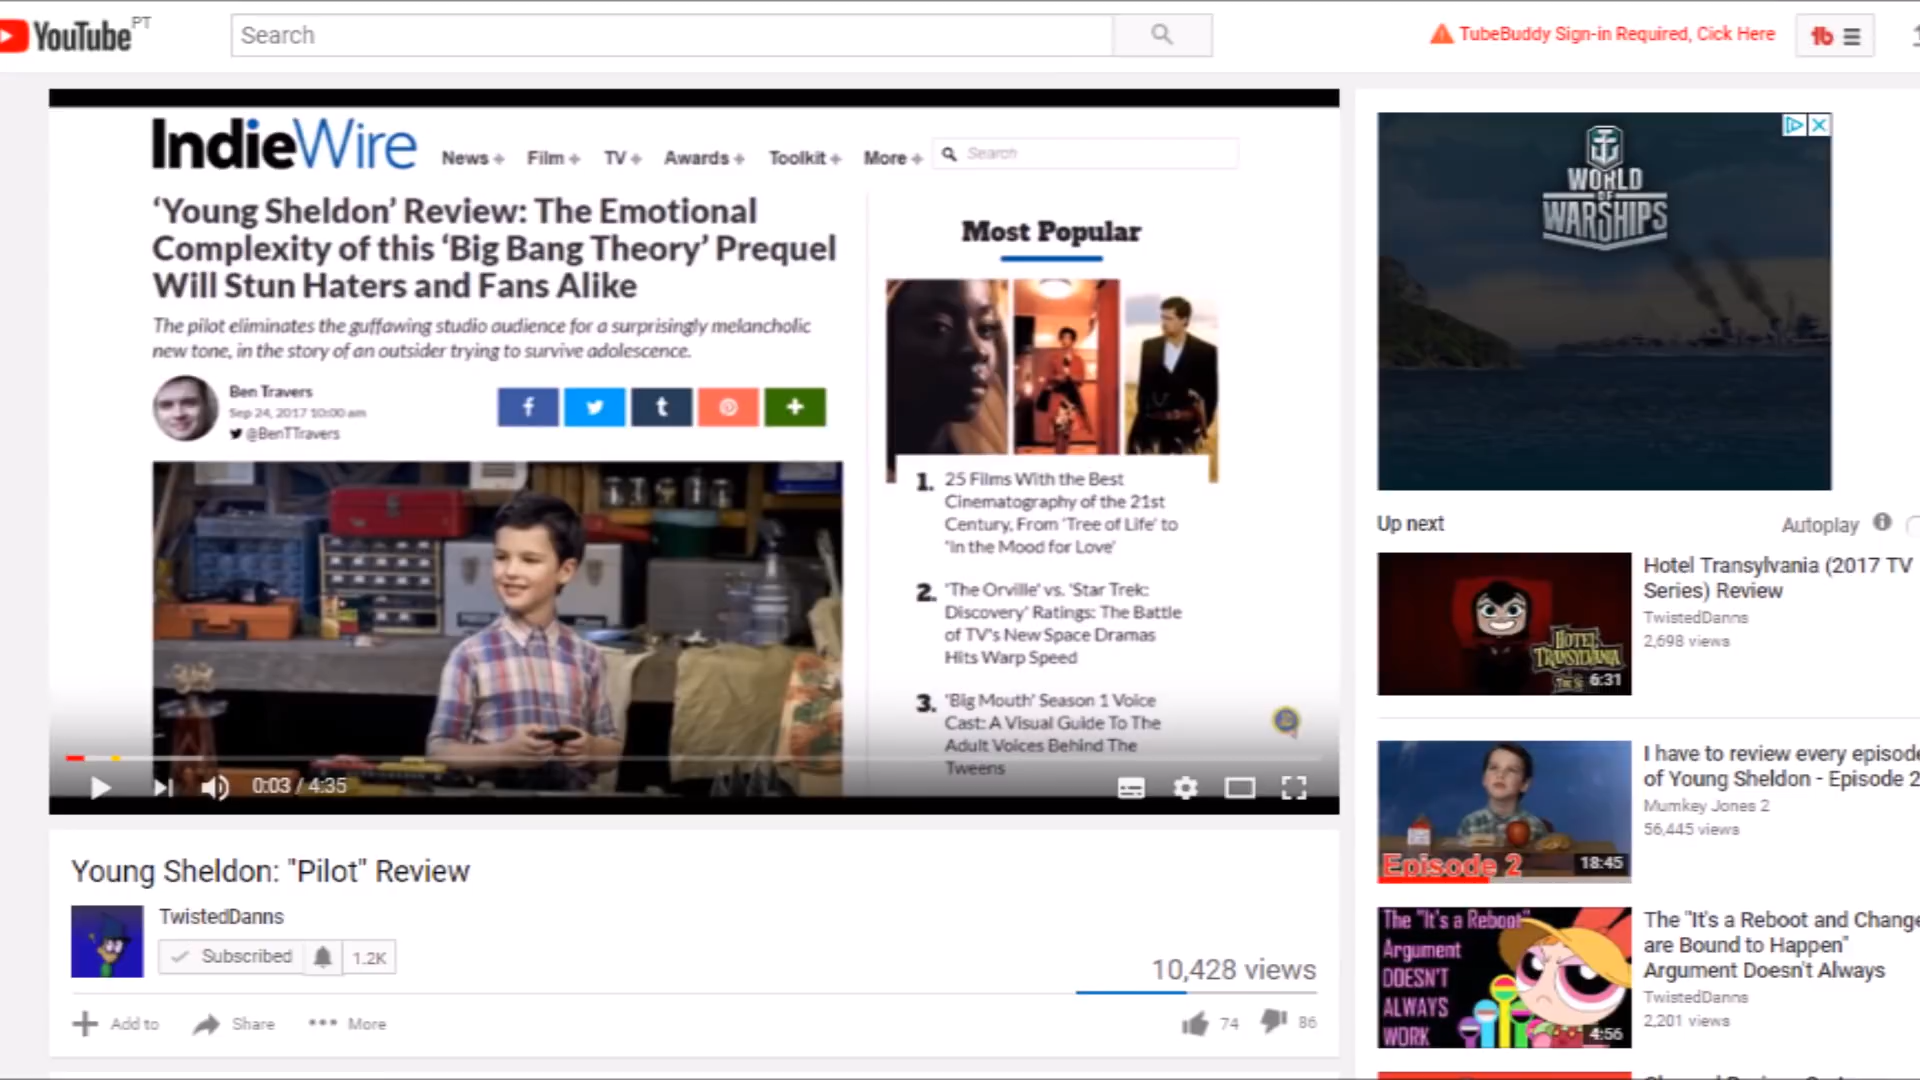 YouTube PT
Search
TubeBuddy Sign-in Required, Cick Here
IndieWire
News +
Film +
TV +
Awards +
Toolkit +
More +
Search
‘Young Sheldon’ Review: The Emotional
Complexity of this ‘Big Bang Theory’ Prequel
Will Stun Haters and Fans Alike
The pilot eliminates the guffawing studio audience for a surprisingly melancholic
new tone, in the story of an outsider trying to survive adolescence.
Ben Travers
Sep 24, 2017 10:00 am
@BenTTravers
Most Popular
1. 25 Films With the Best
Cinematography of the 21st
Century, From ‘Tree of Life’ to
‘In the Mood for Love’
2. ‘The Orville’ vs. ‘Star Trek:
Discovery’ Ratings: The Battle
of TV’s New Space Dramas
Hits Warp Speed
3. ‘Big Mouth’ Season 1 Voice
Cast: A Visual Guide To The
Adult Voices Behind The
Tweens
0:03 / 4:35
Young Sheldon: "Pilot" Review
TwistedDanns
Subscribed
1.2K
10,428 views
Add to
Share
More
74
86
WORLD
OF
WARSHIPS
Up next
Autoplay
HOTEL
TRANSYLVANIA
6:31
Hotel Transylvania (2017 TV
Series) Review
TwistedDanns
2,698 views
Episode 2
18:45
I have to review every episode
of Young Sheldon - Episode 2
Mumkey Jones 2
56,445 views
The "It's a Reboot"
Argument
DOESN'T
ALWAYS
WORK
4:56
The "It's a Reboot and Change
are Bound to Happen"
Argument Doesn't Always
TwistedDanns
2,201 views